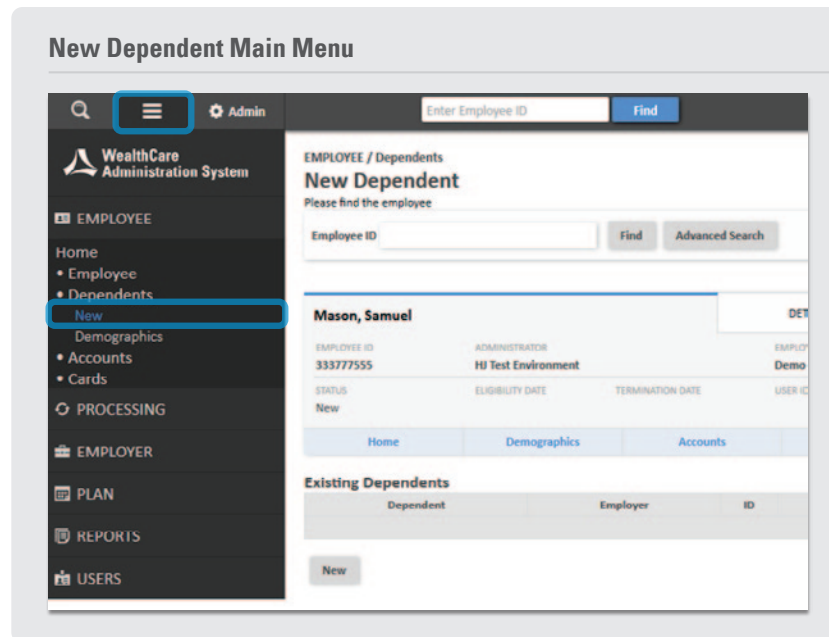 New Dependent Main Menu
Admin
Enter Employee ID
Find
WealthCare
Administration System
EMPLOYEE
Home
• Employee
• Dependents
New
Demographics
• Accounts
• Cards
PROCESSING
EMPLOYER
PLAN
REPORTS
USERS
EMPLOYEE / Dependents
New Dependent
Please find the employee
Employee ID
Find
Advanced Search
Mason, Samuel
DET
EMPLOYEE ID
ADMINISTRATOR
EMPLO
333777555
HJ Test Environment
Demo
STATUS
ELIGIBILITY DATE
TERMINATION DATE
USER ID
New
Home
Demographics
Accounts
Existing Dependents
Dependent
Employer
ID
New